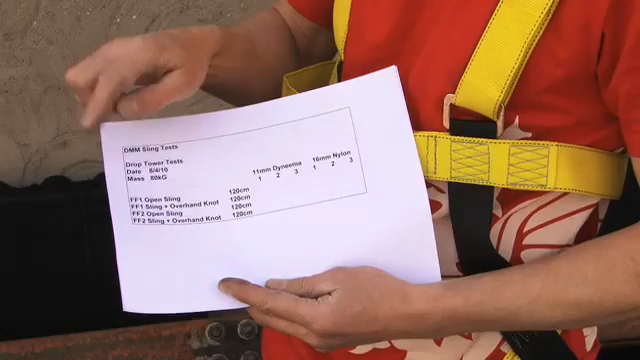 DMM Sling Tests
Drop Tower Tests
Date 8/4/10
Mass 80kG
11mm Dyneema 16mm Nylon
1 2 3 1 2 3
FF1 Open Sling 120cm
FF1 Sling + Overhand Knot 120cm
FF2 Open Sling 120cm
FF2 Sling + Overhand Knot 120cm